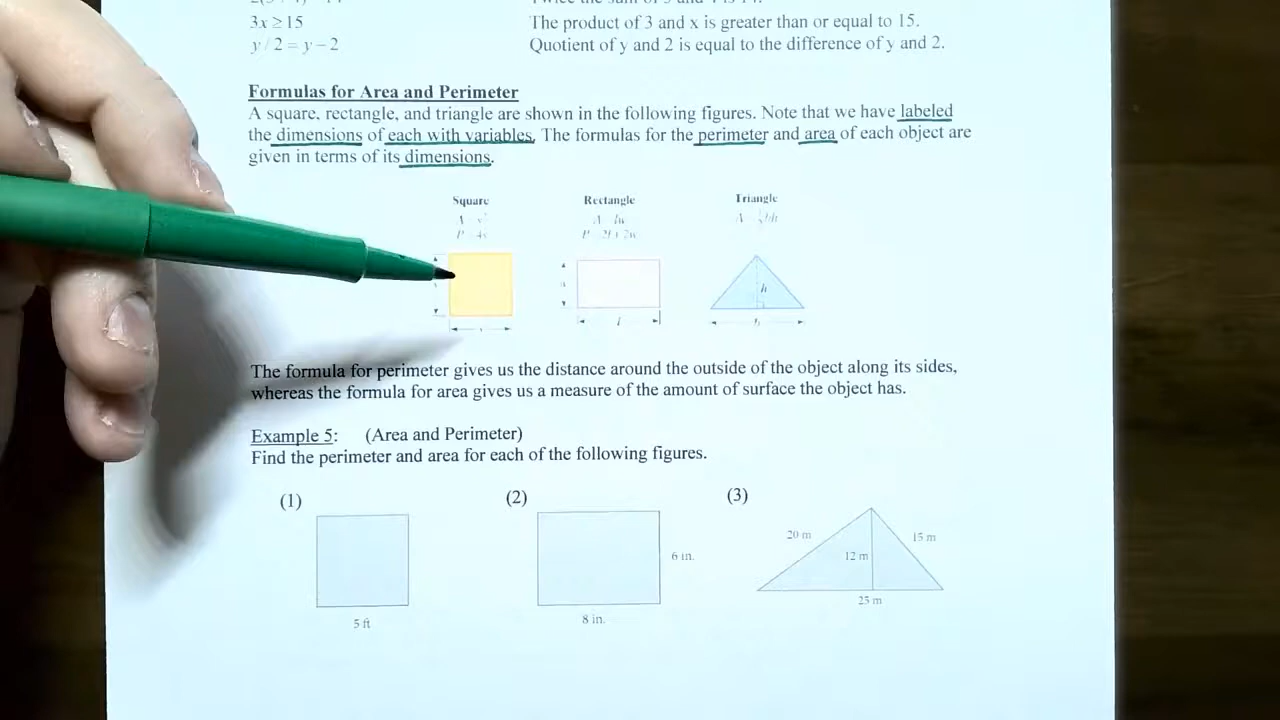 3x ≥ 15 The product of 3 and x is greater than or equal to 15.
y / 2 = y – 2 Quotient of y and 2 is equal to the difference of y and 2.
Formulas for Area and Perimeter
A square, rectangle, and triangle are shown in the following figures. Note that we have labeled
the dimensions of each with variables. The formulas for the perimeter and area of each object are
given in terms of its dimensions.
Square Rectangle Triangle
h
The formula for perimeter gives us the distance around the outside of the object along its sides,
whereas the formula for area gives us a measure of the amount of surface the object has.
Example 5: (Area and Perimeter)
Find the perimeter and area for each of the following figures.
(1) (2) (3)
20 m 15 m
12 m
6 in.
25 m
5 ft 8 in.